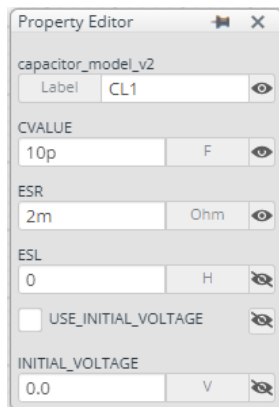 Property Editor
capacitor_model_v2
Label CL1
CVALUE
10p F
ESR
2m Ohm
ESL
0 H
USE_INITIAL_VOLTAGE
INITIAL_VOLTAGE
0.0 V